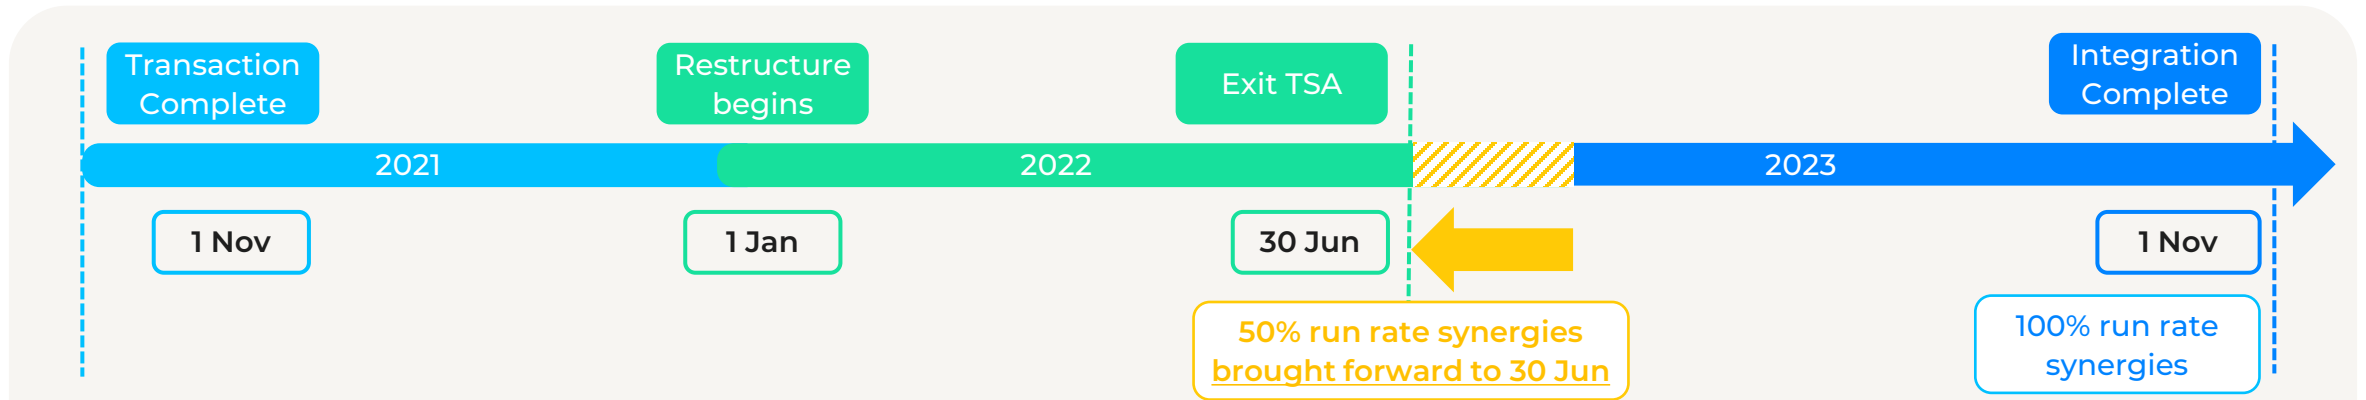 Transaction
Complete
Restructure
begins
Exit TSA
Integration
Complete
2021
2022
2023
1 Nov
1 Jan
30 Jun
1 Nov
50% run rate synergies
brought forward to 30 Jun
100% run rate
synergies